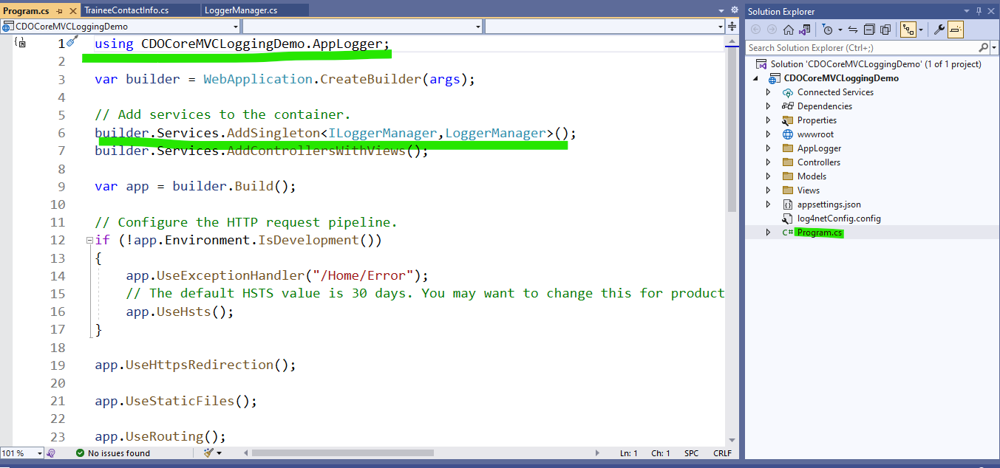 Program.cs
TraineeContactInfo.cs
LoggerManager.cs
CDOCoreMVCLoggingDemo
1 using CDOCoreMVCLoggingDemo.AppLogger;
2
3 var builder = WebApplication.CreateBuilder(args);
4
5 // Add services to the container.
6 builder.Services.AddSingleton<ILoggerManager,LoggerManager>();
7 builder.Services.AddControllersWithViews();
8
9 var app = builder.Build();
10
11 // Configure the HTTP request pipeline.
12 if (!app.Environment.IsDevelopment())
13 {
14 app.UseExceptionHandler("/Home/Error");
15 // The default HSTS value is 30 days. You may want to change this for product
16 app.UseHsts();
17 }
18
19 app.UseHttpsRedirection();
20
21 app.UseStaticFiles();
22
23 app.UseRouting();
101 %
No issues found
Ln: 1 Ch: 1 SPC CRLF
Solution Explorer
Search Solution Explorer (Ctrl+;)
Solution 'CDOCoreMVCLoggingDemo' (1 of 1 project)
CDOCoreMVCLoggingDemo
Connected Services
Dependencies
Properties
wwwroot
AppLogger
Controllers
Models
Views
appsettings.json
log4netConfig.config
C# Program.cs